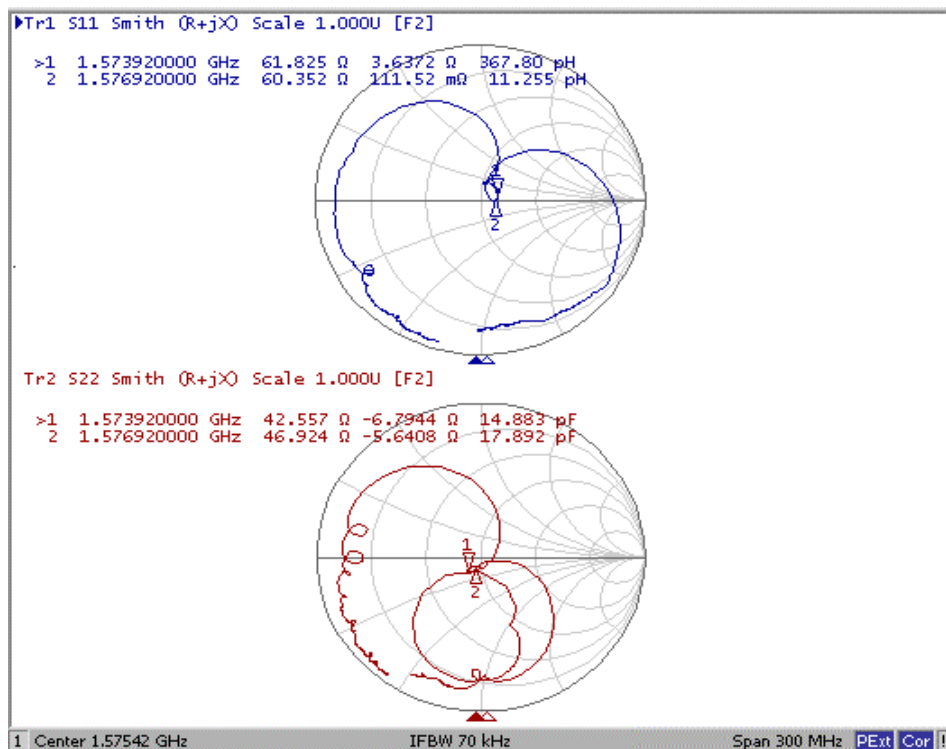 Tr1 S11 Smith (R+jX) Scale 1.000U [F2]
>1 1.573920000 GHz 61.825 Ω 3.6372 Ω 367.80 pH
2 1.576920000 GHz 60.352 Ω 111.52 mΩ 11.255 pH
2
Tr2 S22 Smith (R+jX) Scale 1.000U [F2]
>1 1.573920000 GHz 42.557 Ω -6.7944 Ω 14.883 pF
2 1.576920000 GHz 46.924 Ω -5.6408 Ω 17.892 pF
1
2
1 Center 1.57542 GHz IFBW 70 kHz Span 300 MHz PExt Cor !